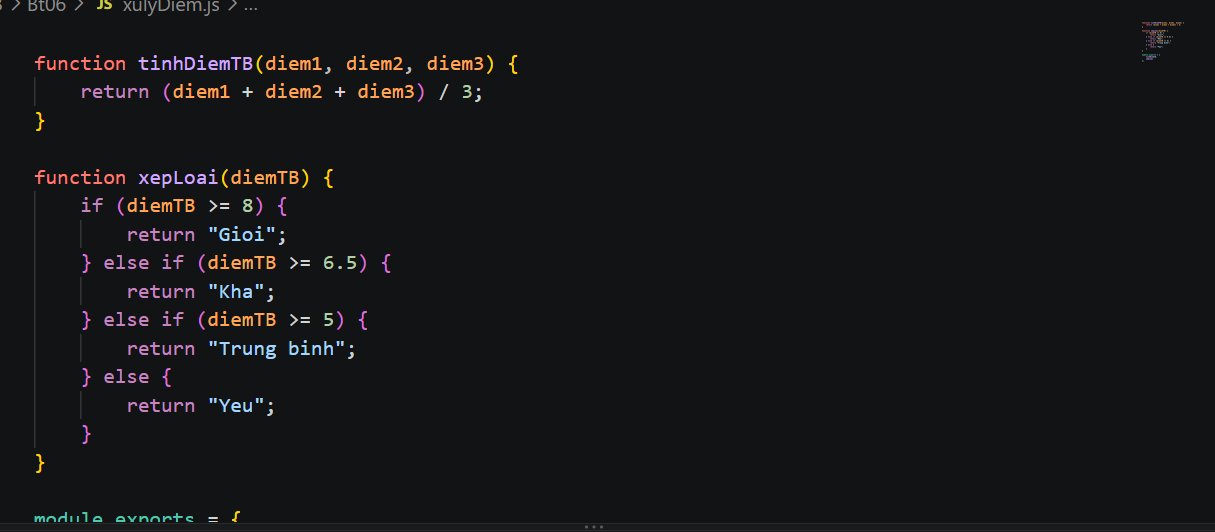 > Bt06 > JS xulyDiem.js > ...
function tinhDiemTB(diem1, diem2, diem3) {
    return (diem1 + diem2 + diem3) / 3;
}
function xepLoai(diemTB) {
    if (diemTB >= 8) {
        return "Gioi";
    } else if (diemTB >= 6.5) {
        return "Kha";
    } else if (diemTB >= 5) {
        return "Trung binh";
    } else {
        return "Yeu";
    }
}
module.exports = {